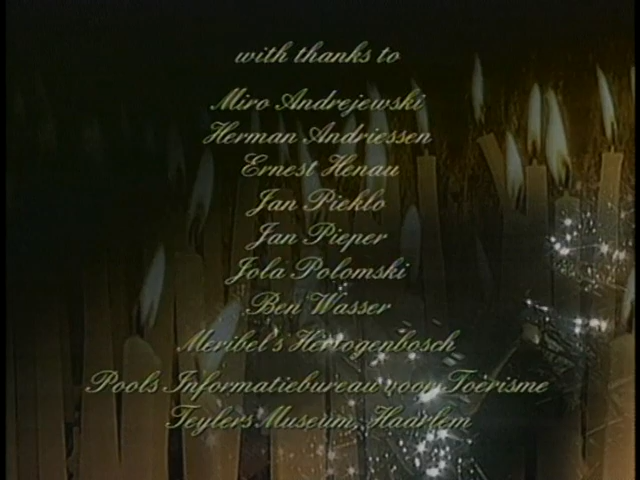 with thanks to
Miro Andrejewski
Herman Andriessen
Ernest Henau
Jan Pieklo
Jan Pieper
Jola Polomski
Ben Wasser
Meribel 's Hertogenbosch
Pools Informatiebureau voor Toerisme
Teylers Museum, Haarlem